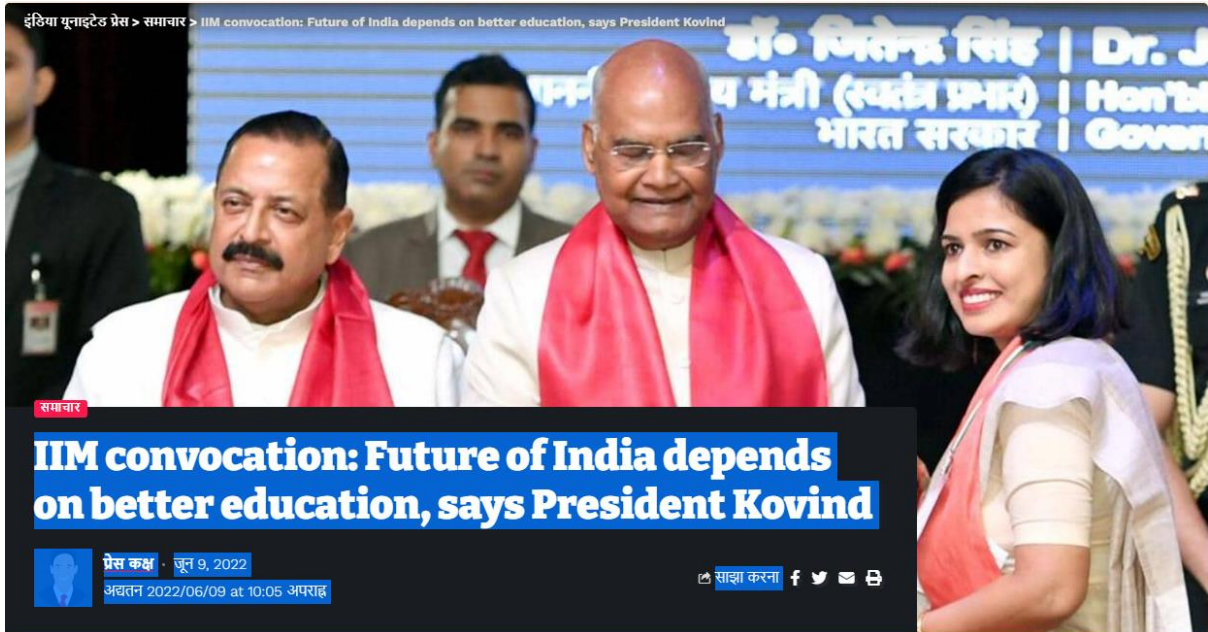 इंडिया यूनाइटेड प्रेस > समाचार > IIM convocation: Future of India depends on better education, says President Kovind
डॉ॰ जितेन्द्र सिंह | Dr. J
मंत्री (स्वतंत्र प्रभार) | Hon'bl
भारत सरकार | Govern
समाचार
IIM convocation: Future of India depends
on better education, says President Kovind
प्रेस कक्ष · जून 9, 2022
अद्यतन 2022/06/09 at 10:05 अपराह्न
साझा करना